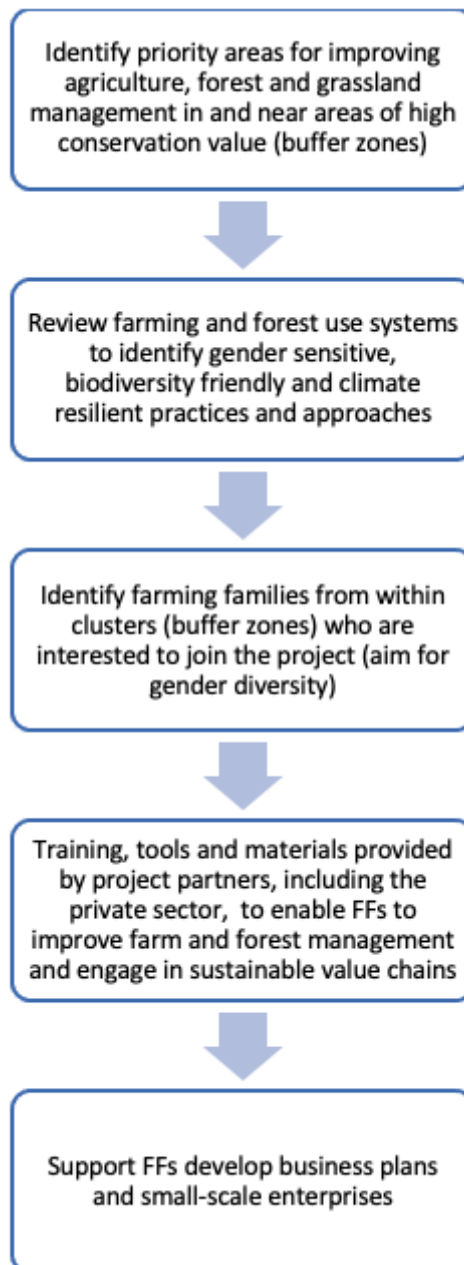 Identify priority areas for improving
agriculture, forest and grassland
management in and near areas of high
conservation value (buffer zones)
Review farming and forest use systems
to identify gender sensitive,
biodiversity friendly and climate
resilient practices and approaches
Identify farming families from within
clusters (buffer zones) who are
interested to join the project (aim for
gender diversity)
Training, tools and materials provided
by project partners, including the
private sector,  to enable FFs to
improve farm and forest management
and engage in sustainable value chains
Support FFs develop business plans
and small-scale enterprises